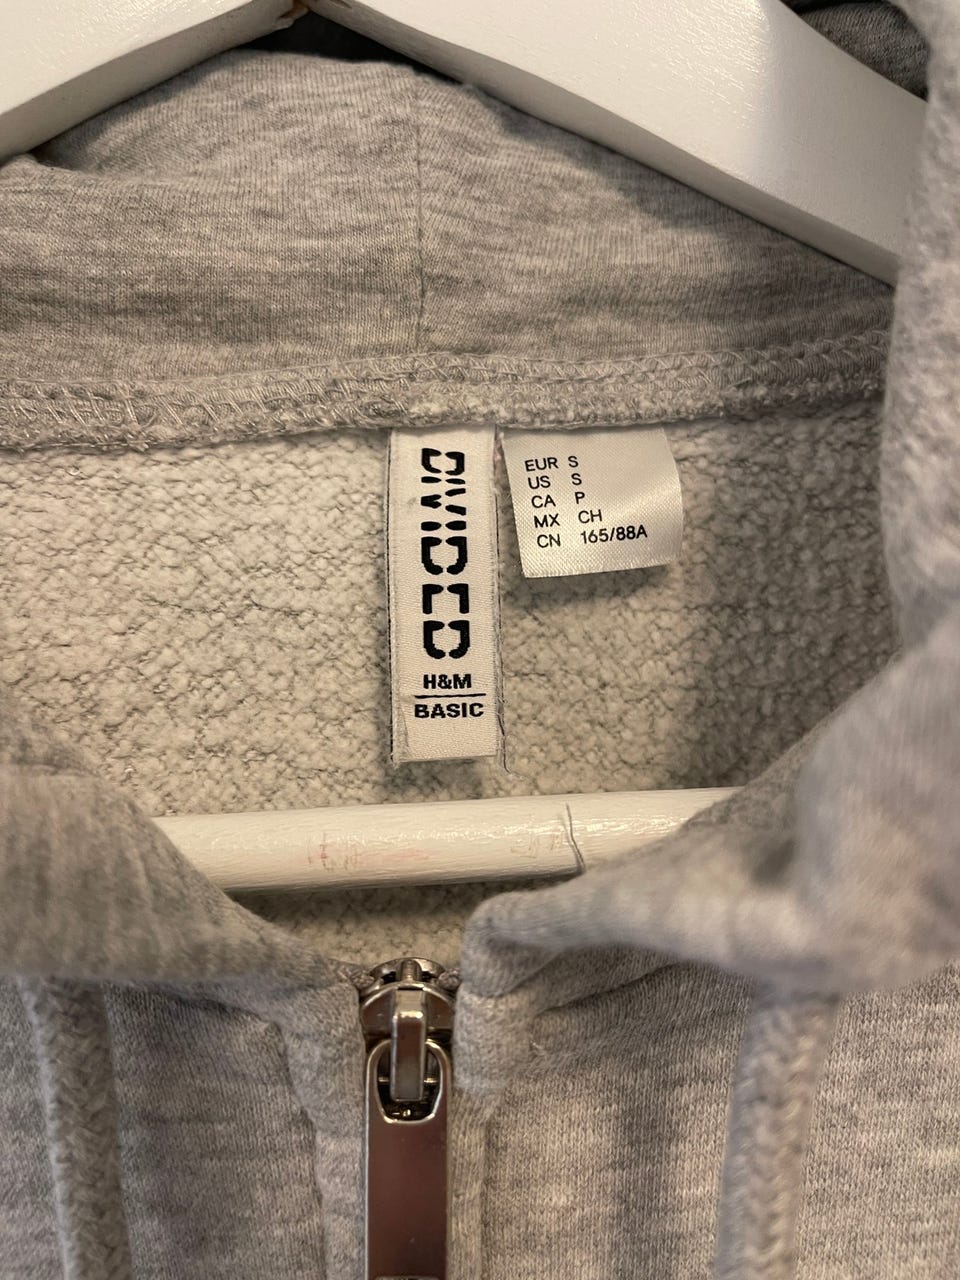 DIVIDED
H&M
BASIC
EUR S
US S
CA P
MX CH
CN 165/88A